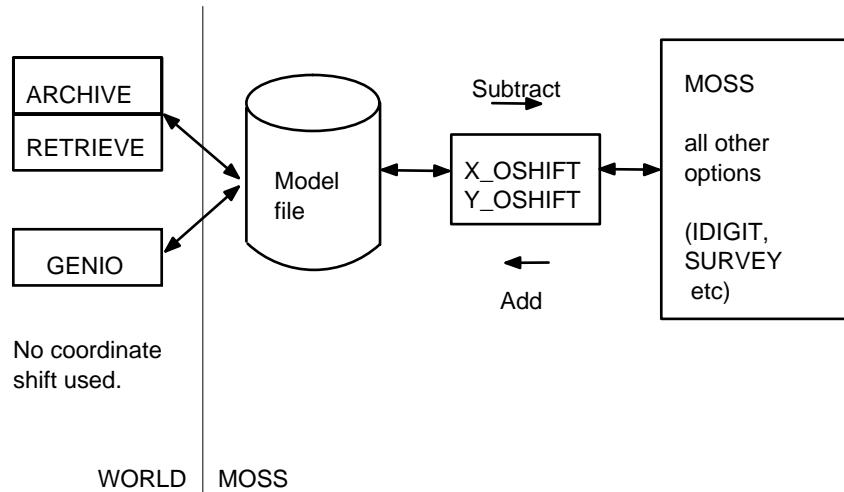 ARCHIVE
RETRIEVE
GENIO
No coordinate
shift used.
Model
file
Subtract
X_OSHIFT
Y_OSHIFT
Add
MOSS
all other
options
(IDIGIT,
SURVEY
etc)
WORLD
MOSS